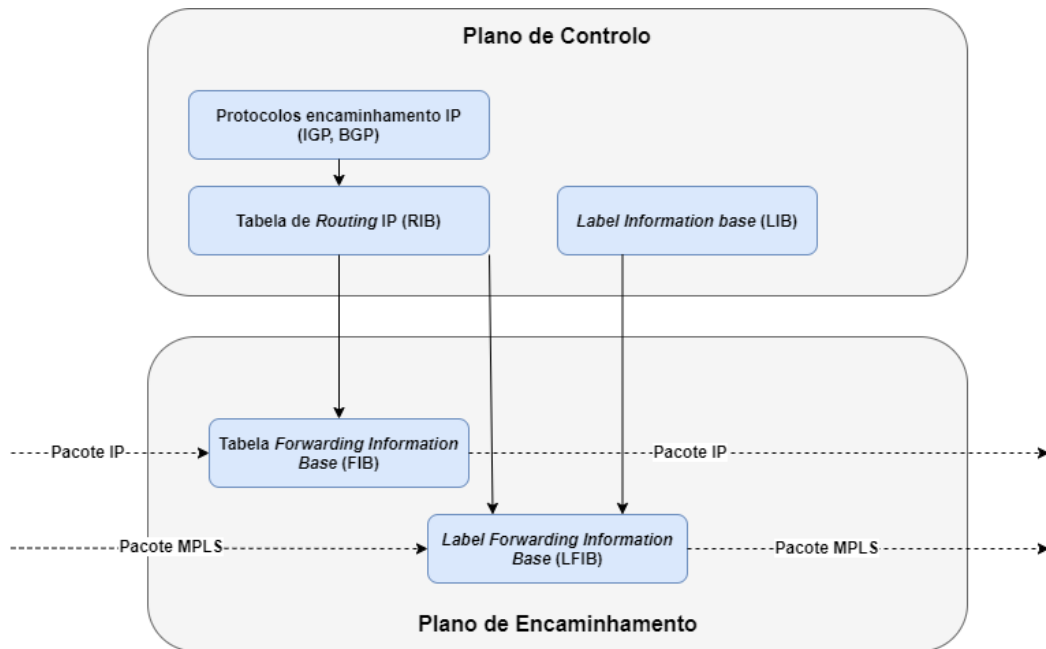 Plano de Controlo
Protocolos encaminhamento IP
(IGP, BGP)
Tabela de Routing IP (RIB)
Label Information base (LIB)
Tabela Forwarding Information
Base (FIB)
Pacote IP
Pacote IP
Label Forwarding Information
Base (LFIB)
Pacote MPLS
Pacote MPLS
Plano de Encaminhamento